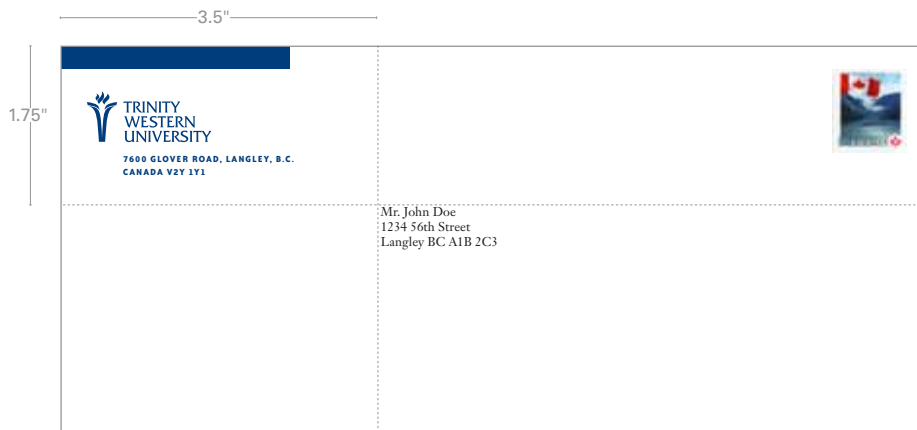 3.5"
1.75"
TRINITY
WESTERN
UNIVERSITY
7600 GLOVER ROAD, LANGLEY, B.C.
CANADA V2Y 1Y1
Mr. John Doe
1234 56th Street
Langley BC A1B 2C3